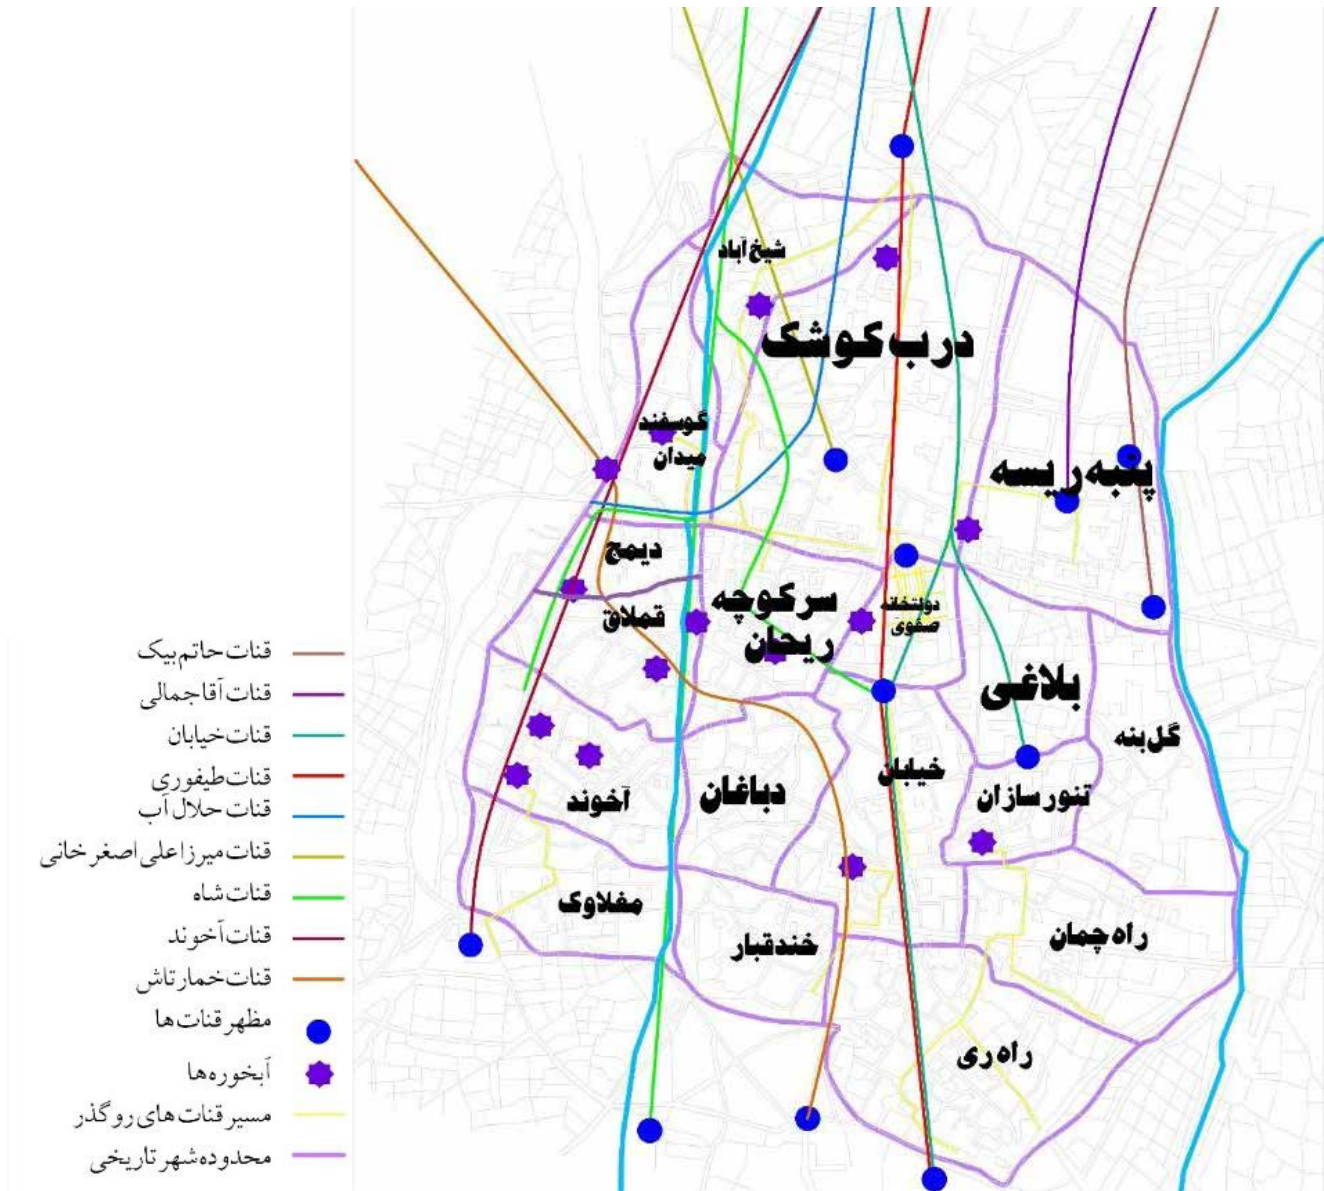 شیخ آباد
درب کوشک
گوسفند
میدان
پنبه ریسه
دیمج
سرکوچه
ریحان
دولتخانه
صفوی
قملاق
بلاغی
گل بنه
خیابان
تنورسازان
دباغان
آخوند
مغلاوک
خندقبار
راه چمان
راه ری
قنات حاتم بیک
قنات آقاجمالی
قنات خیابان
قنات طیفوری
قنات حلال آب
قنات میرزاعلی اصغرخانی
قنات شاه
قنات آخوند
قنات خمارتاش
مظهر قنات ها
آبخوره ها
مسیر قنات های روگذر
محدوده شهر تاریخی